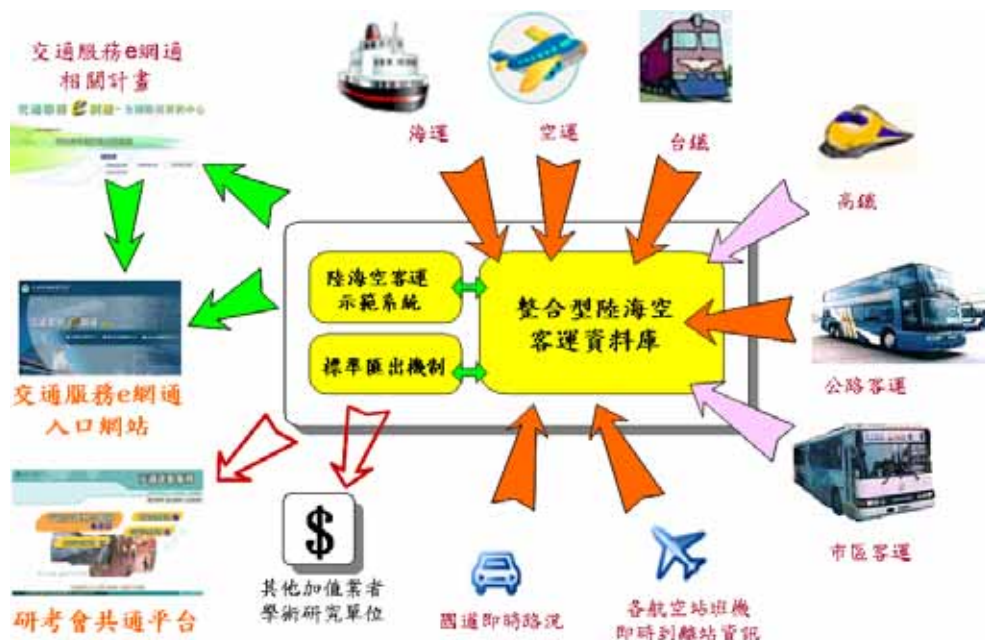 交通服務e網通
相關計畫
海運
空運
台鐵
高鐵
陸海空客運
示範系統
整合型陸海空
客運資料庫
標準匯出機制
公路客運
交通服務e網通
入口網站
市區客運
$
其他加值業者
學術研究單位
國道即時路況
各航空站班機
即時到離站資訊
研考會共通平台